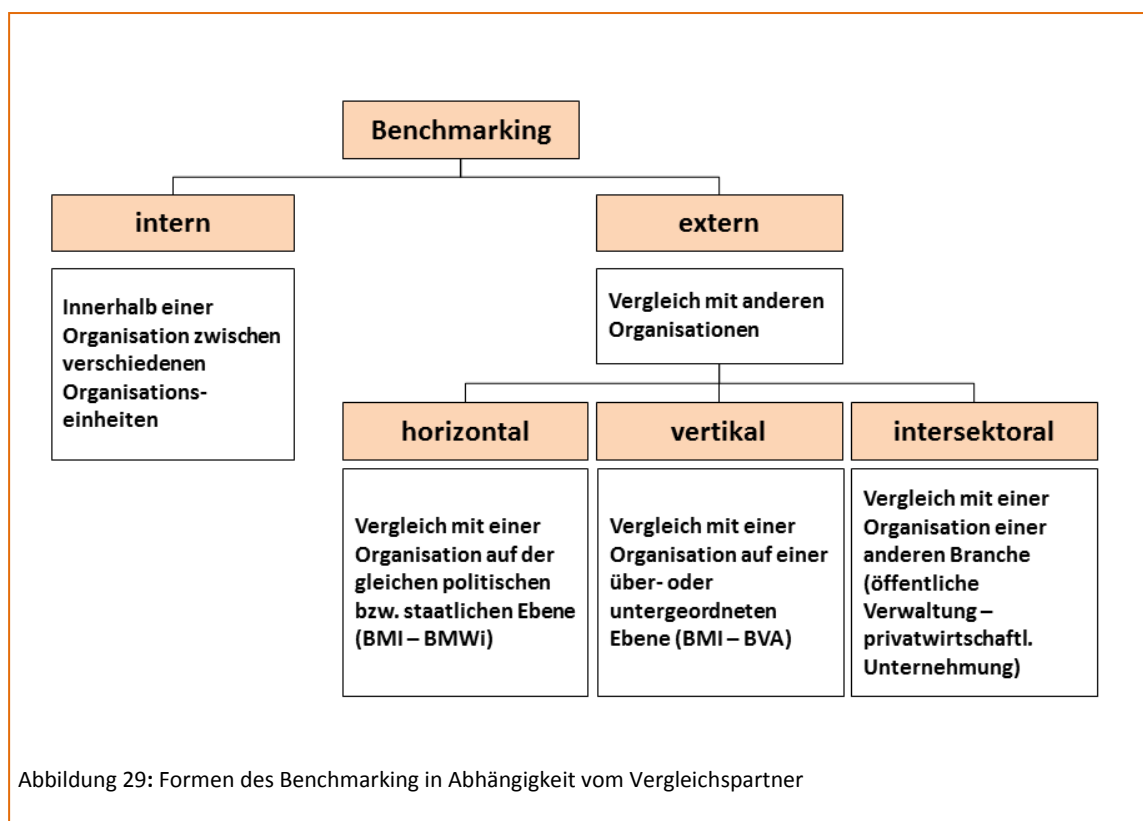 Benchmarking
intern
extern
Innerhalb einer
Organisation zwischen
verschiedenen
Organisations-
einheiten
Vergleich mit anderen
Organisationen
horizontal
vertikal
intersektoral
Vergleich mit einer
Organisation auf der
gleichen politischen
bzw. staatlichen Ebene
(BMI – BMWi)
Vergleich mit einer
Organisation auf einer
über- oder
untergeordneten
Ebene (BMI – BVA)
Vergleich mit einer
Organisation einer
anderen Branche
(öffentliche
Verwaltung –
privatwirtschaftl.
Unternehmung)
Abbildung 29: Formen des Benchmarking in Abhängigkeit vom Vergleichspartner